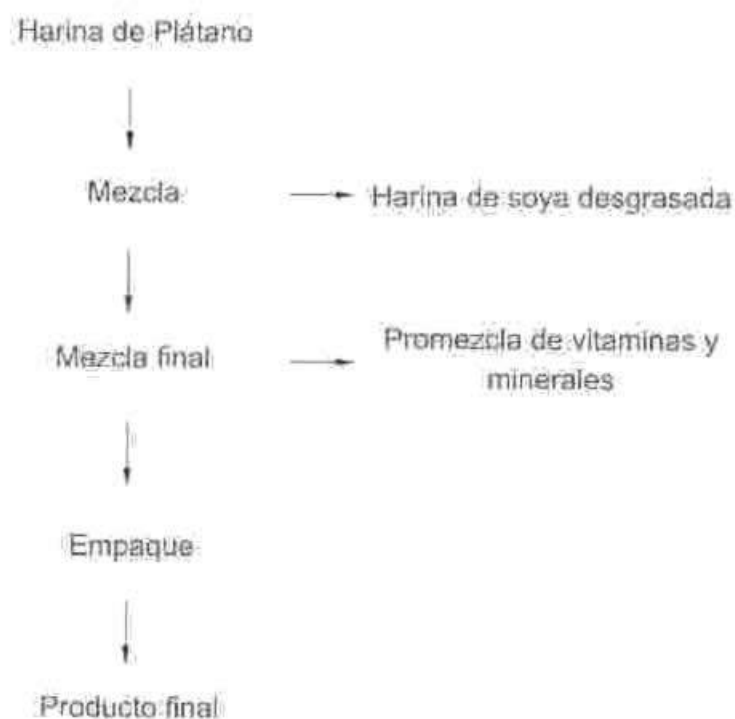 Harina de Plátano
Mezcla
Harina de soya desgrasada
Mezcla final
Promezcla de vitaminas y
minerales
Empaque
Producto final